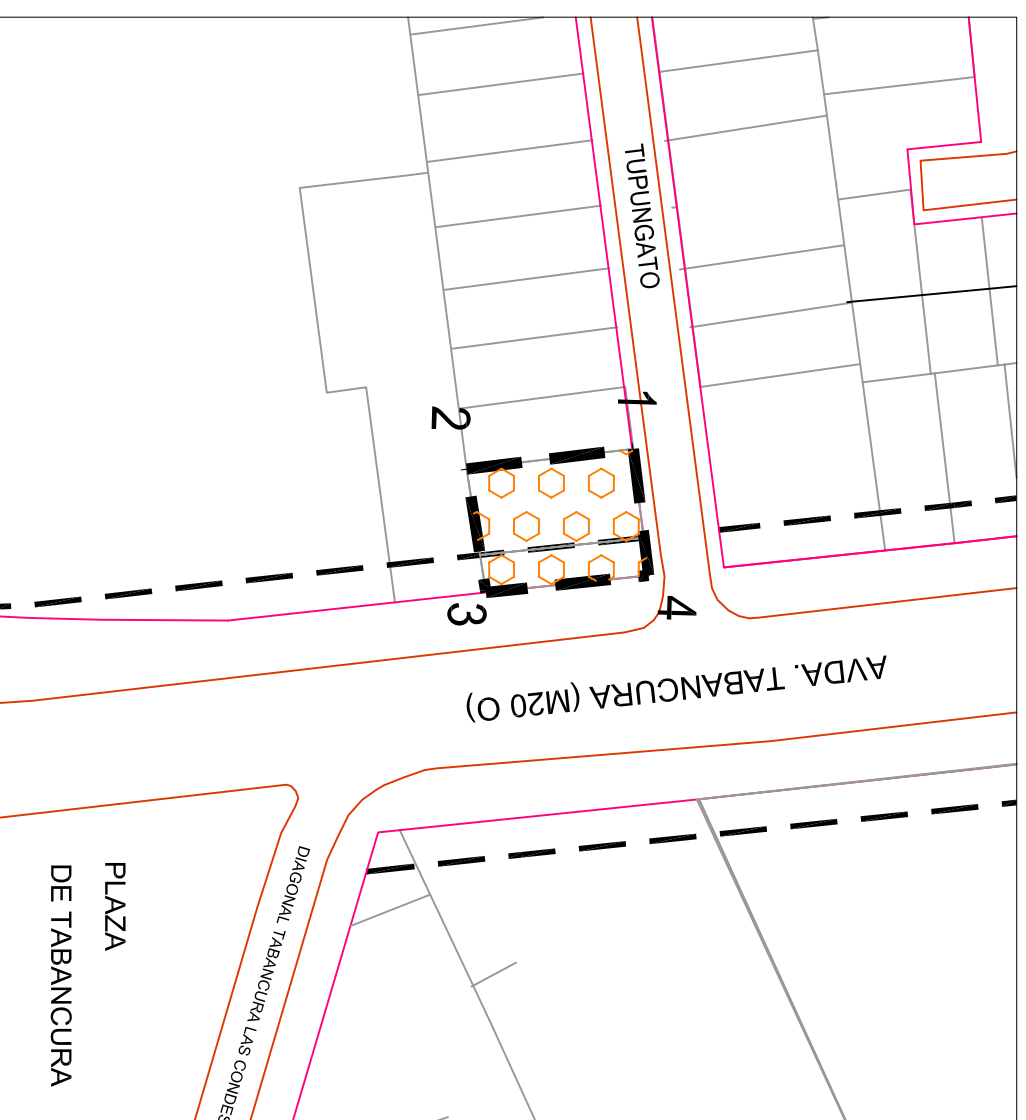 TUPUNGATO
1
2
3
4
AVDA. TABANCURA (M20 O)
DIAGONAL TABANCURA LAS CONDES
PLAZA
DE TABANCURA